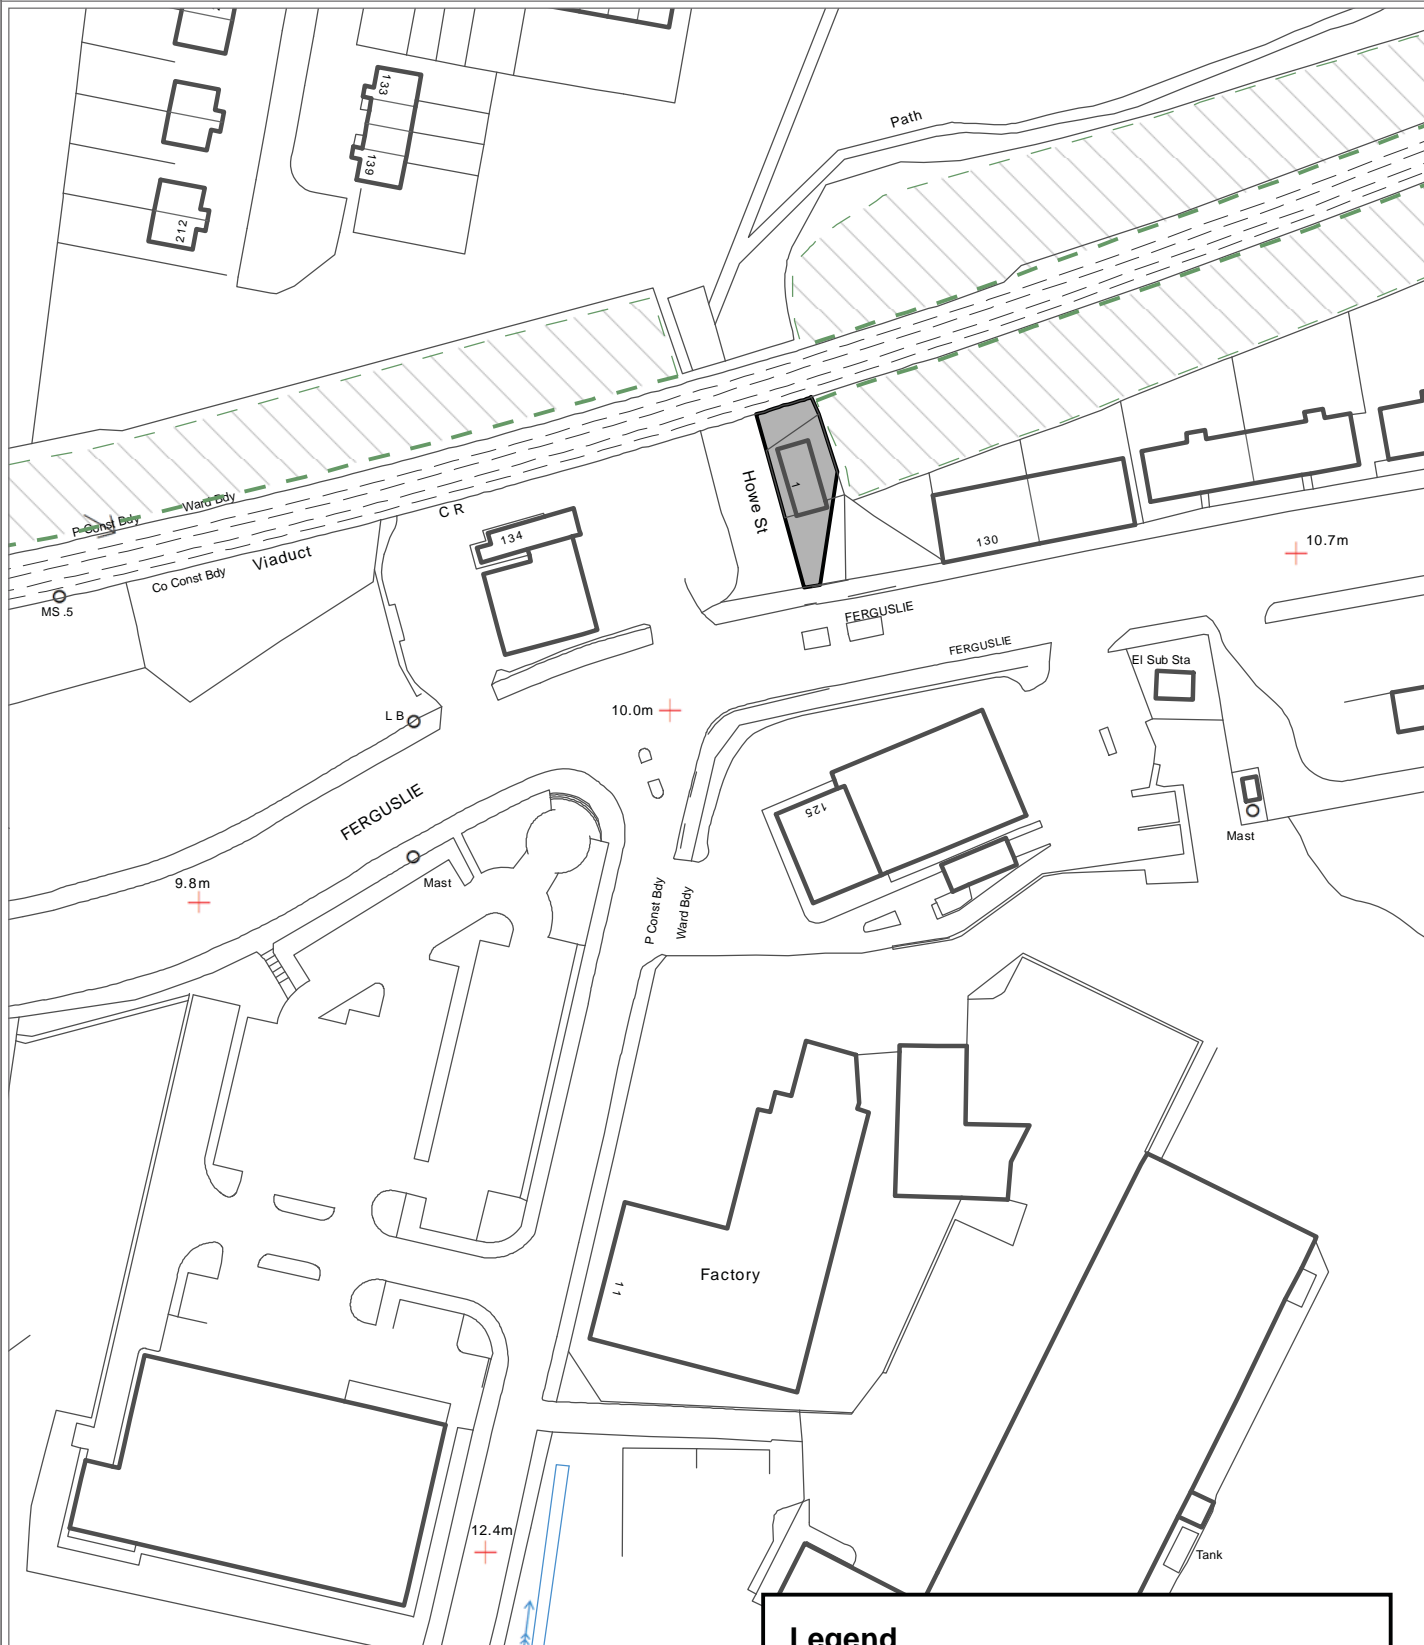 133
139
212
Path
Ward Bdy
P Const Bdy
C R
Viaduct
Co Const Bdy
MS .5
134
Howe St
1
130
10.7m
FERGUSLIE
FERGUSLIE
El Sub Sta
10.0m
L B
FERGUSLIE
125
Mast
Mast
9.8m
P Const Bdy
Ward Bdy
Factory
11
12.4m
Tank
Legend